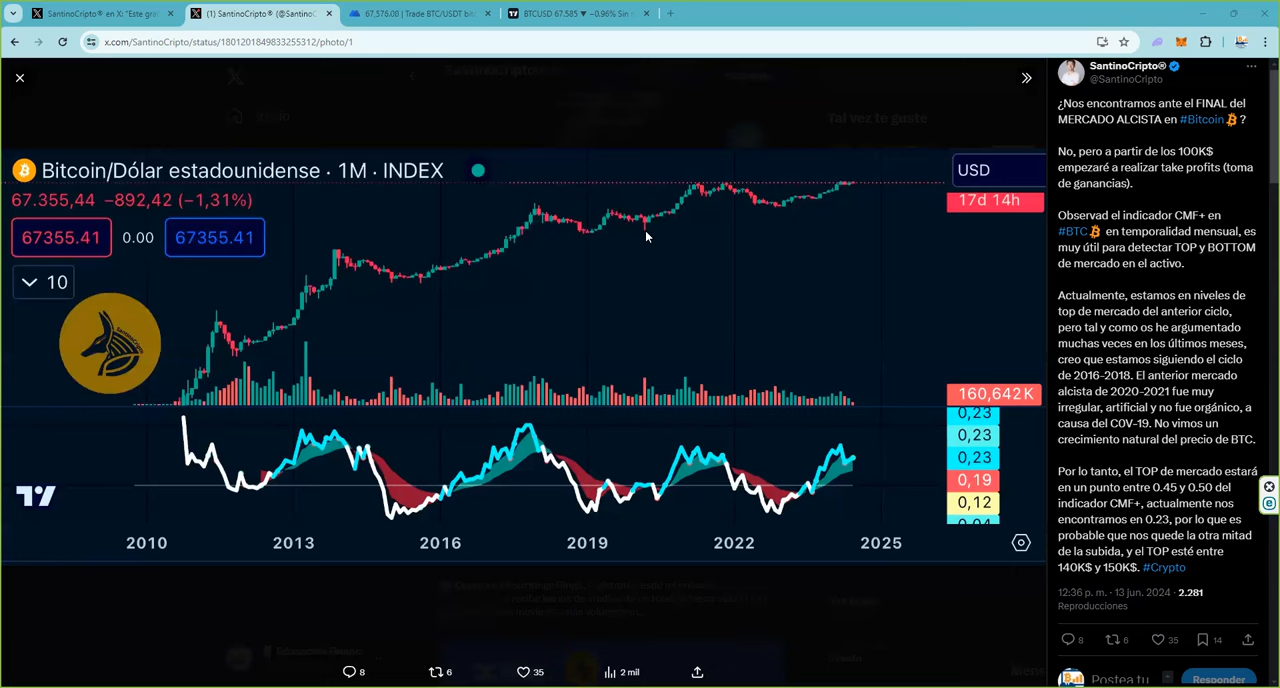 SantinoCripto® en X: "Este gra
(1) SantinoCripto® (@SantinoC
67,576.00 | Trade BTC/USDT bit
BTCUSD 67.585 ▼ −0.96% Sin n
x.com/SantinoCripto/status/1801201849833255312/photo/1
Bitcoin/Dólar estadounidense · 1M · INDEX
USD
67.355,44 −892,42 (−1,31%)
17d 14h
67355.41 0.00 67355.41
10
160,642K
0,23
0,23
0,23
0,19
0,12
0,04
2010 2013 2016 2019 2022 2025
8 6 35 2 mil
Tal vez te guste
SantinoCripto®
@SantinoCripto
¿Nos encontramos ante el FINAL del
MERCADO ALCISTA en #Bitcoin ?
No, pero a partir de los 100K$
empezaré a realizar take profits (toma
de ganancias).
Observad el indicador CMF+ en
#BTC en temporalidad mensual, es
muy útil para detectar TOP y BOTTOM
de mercado en el activo.
Actualmente, estamos en niveles de
top de mercado del anterior ciclo,
pero tal y como os he argumentado
muchas veces en los últimos meses,
creo que estamos siguiendo el ciclo
de 2016-2018. El anterior mercado
alcista de 2020-2021 fue muy
irregular, artificial y no fue orgánico, a
causa del C0V-19. No vimos un
crecimiento natural del precio de BTC.
Por lo tanto, el TOP de mercado estará
en un punto entre 0.45 y 0.50 del
indicador CMF+, actualmente nos
encontramos en 0.23, por lo que es
probable que nos quede la otra mitad
de la subida, y el TOP esté entre
140K$ y 150K$. #Crypto
12:36 p. m. · 13 jun. 2024 · 2.281
Reproducciones
8 6 35 14
Postea tu
Responder